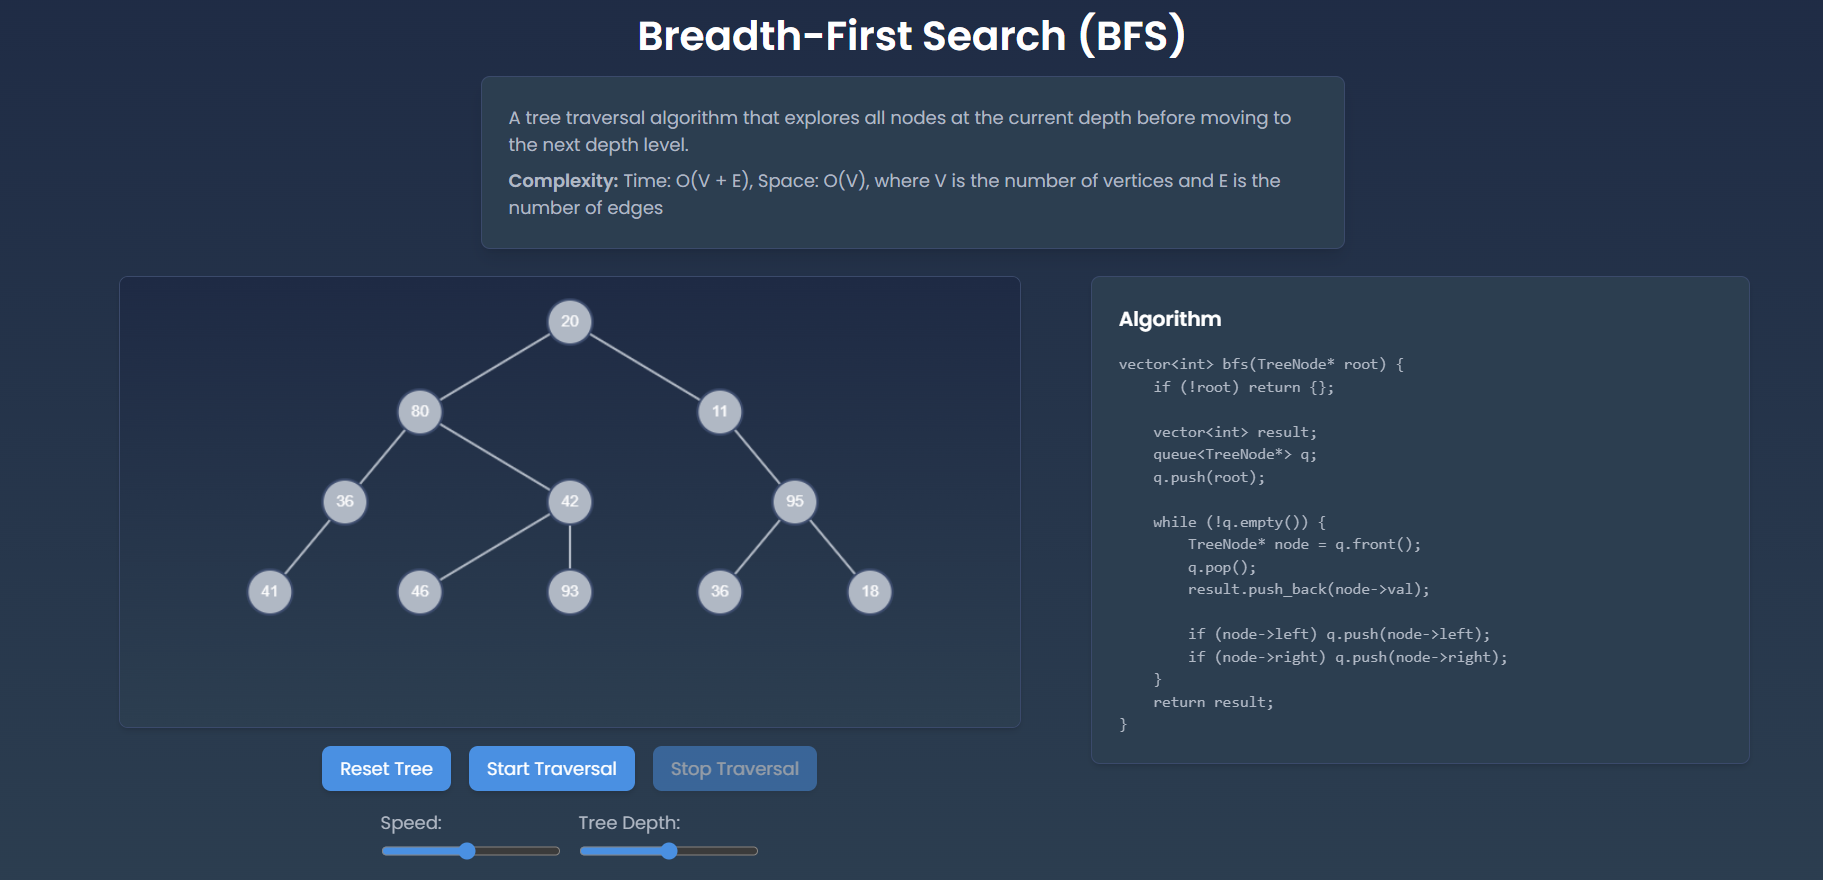 Breadth-First Search (BFS)
A tree traversal algorithm that explores all nodes at the current depth before moving to
the next depth level.
Complexity: Time: O(V + E), Space: O(V), where V is the number of vertices and E is the
number of edges
20
80
11
36
42
95
41
46
93
36
18
Reset Tree
Start Traversal
Stop Traversal
Speed:
Tree Depth:
Algorithm
vector<int> bfs(TreeNode* root) {
    if (!root) return {};

    vector<int> result;
    queue<TreeNode*> q;
    q.push(root);

    while (!q.empty()) {
        TreeNode* node = q.front();
        q.pop();
        result.push_back(node->val);

        if (node->left) q.push(node->left);
        if (node->right) q.push(node->right);
    }
    return result;
}